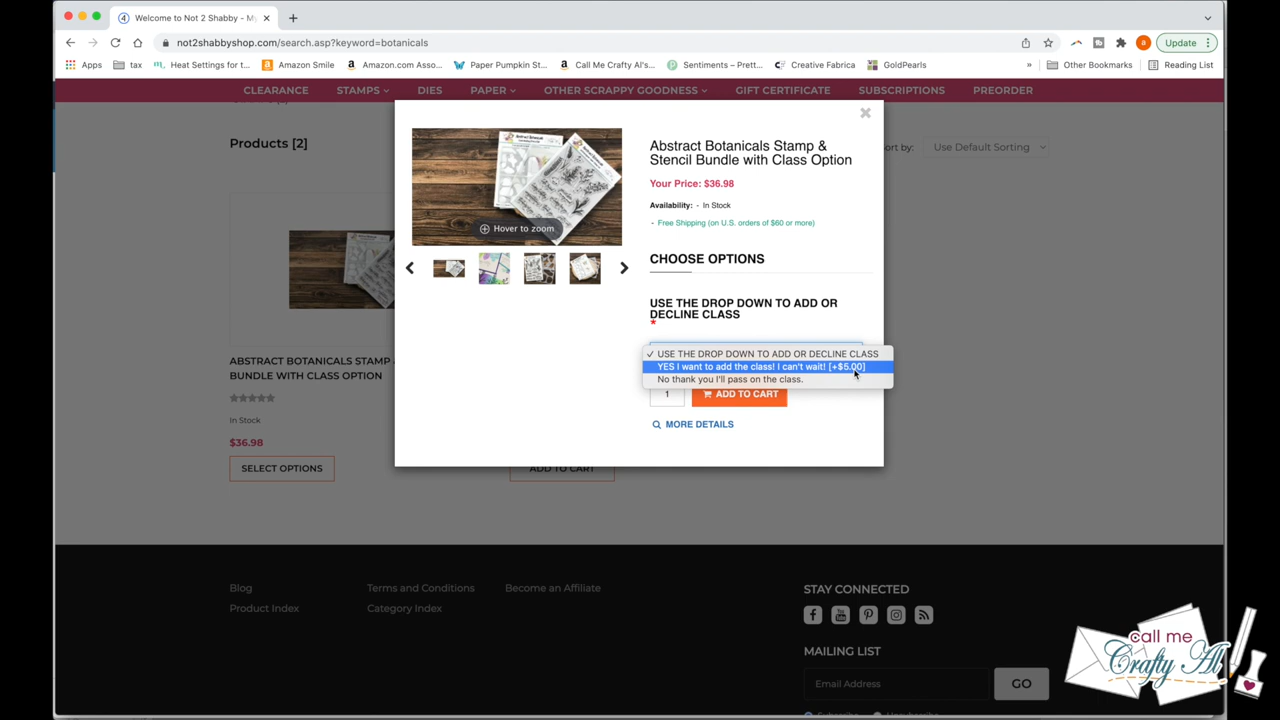 Welcome to Not 2 Shabby - My
not2shabbyshop.com/search.asp?keyword=botanicals
Update
Apps
tax
Heat Settings for t...
Amazon Smile
Amazon.com Asso...
Paper Pumpkin St...
Call Me Crafty Al's...
Sentiments – Prett...
Creative Fabrica
GoldPearls
»
Other Bookmarks
Reading List
CLEARANCE
STAMPS
DIES
PAPER
OTHER SCRAPPY GOODNESS
GIFT CERTIFICATE
SUBSCRIPTIONS
PREORDER
Products [2]
ort by:
Use Default Sorting
Abstract Botanicals Stamp &
Stencil Bundle with Class Option
Your Price: $36.98
Availability: - In Stock
- Free Shipping (on U.S. orders of $60 or more)
Hover to zoom
CHOOSE OPTIONS
USE THE DROP DOWN TO ADD OR
DECLINE CLASS
*
✓ USE THE DROP DOWN TO ADD OR DECLINE CLASS
YES I want to add the class! I can't wait! [+$5.00]
No thank you I'll pass on the class.
1
ADD TO CART
MORE DETAILS
ABSTRACT BOTANICALS STAMP
BUNDLE WITH CLASS OPTION
In Stock
$36.98
SELECT OPTIONS
ADD TO CART
Blog
Terms and Conditions
Become an Affiliate
Product Index
Category Index
STAY CONNECTED
MAILING LIST
Email Address
GO
Subscribe
Unsubscribe
call me
Crafty Al